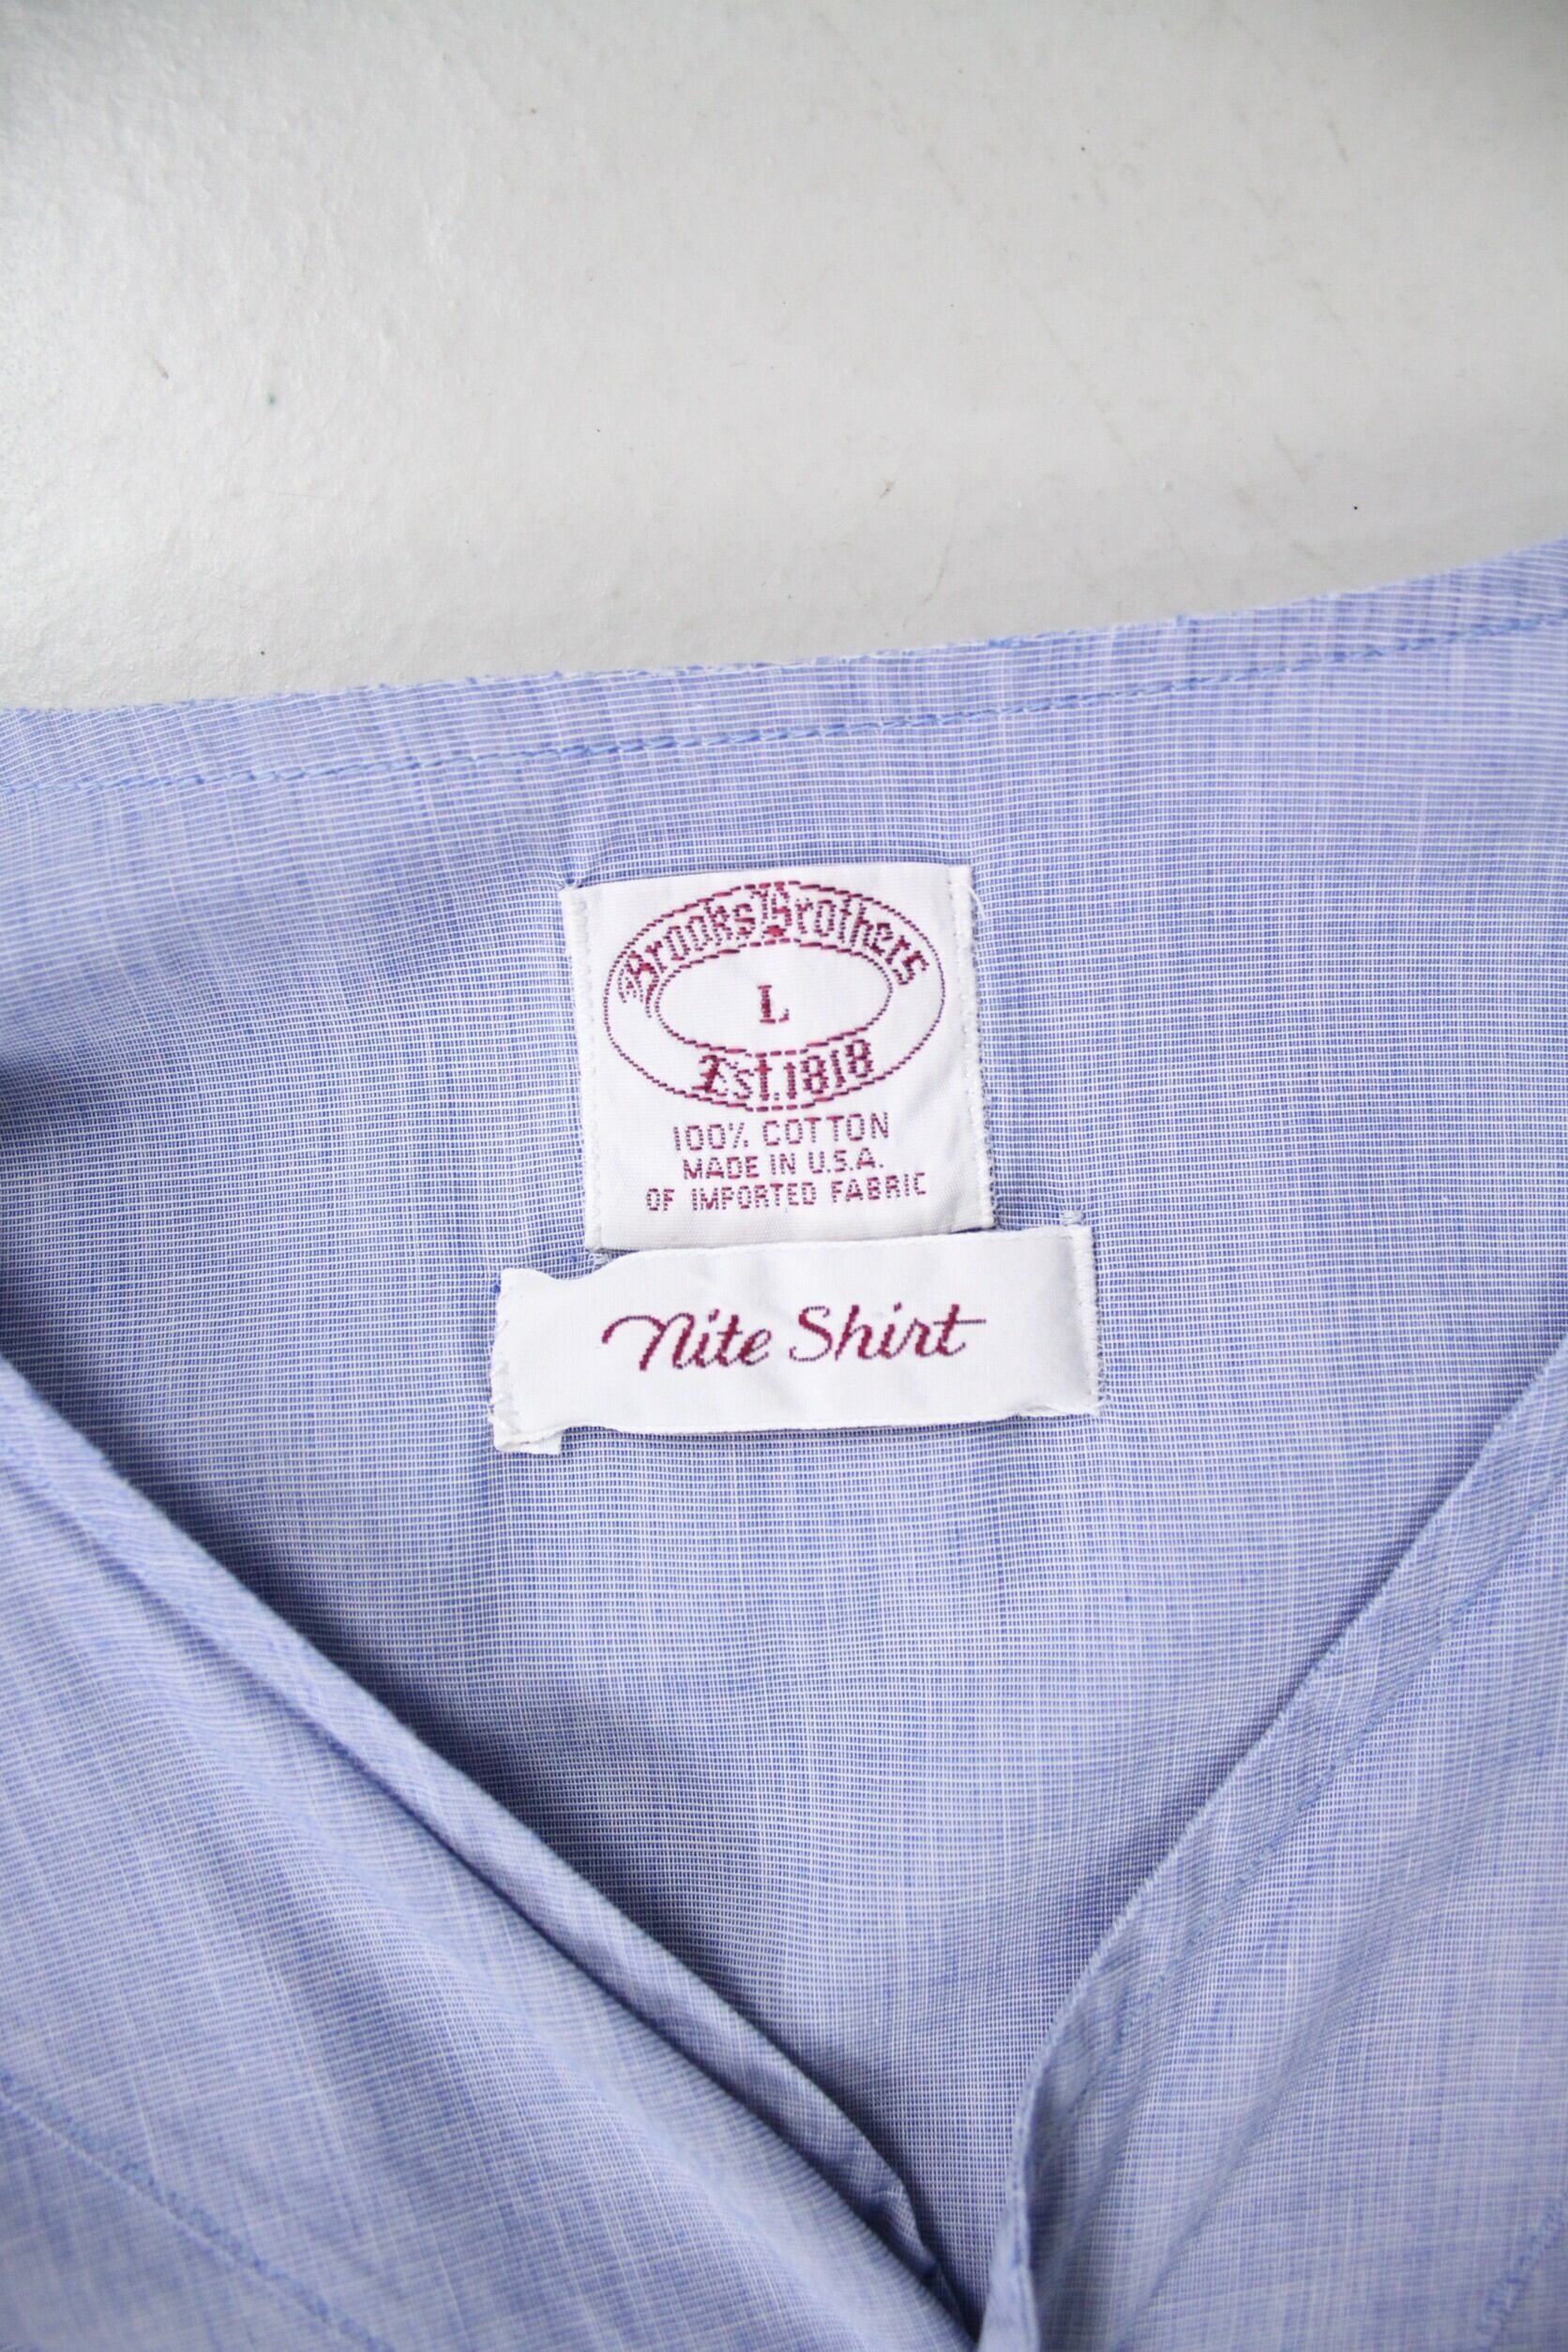 Brooks Brothers
L
Est. 1818
100% COTTON
MADE IN U.S.A.
OF IMPORTED FABRIC
Nite Shirt